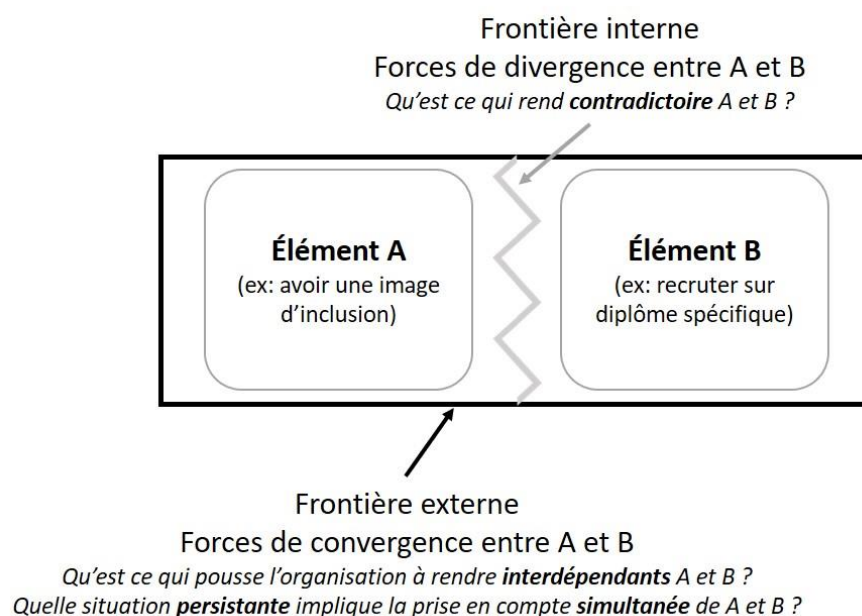 Frontière interne
Forces de divergence entre A et B
Qu'est ce qui rend contradictoire A et B ?
Élément A
(ex: avoir une image
d'inclusion)
Élément B
(ex: recruter sur
diplôme spécifique)
Frontière externe
Forces de convergence entre A et B
Qu'est ce qui pousse l'organisation à rendre interdépendants A et B ?
Quelle situation persistante implique la prise en compte simultanée de A et B ?